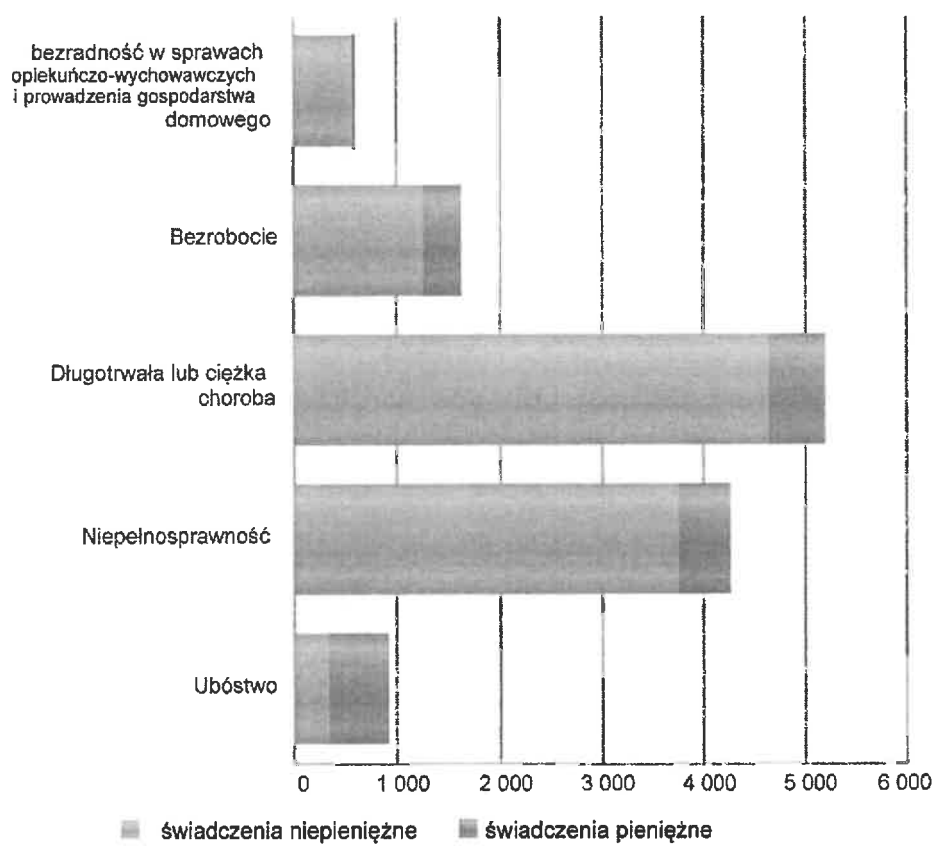 bezradność w sprawach
opiekuńczo-wychowawczych
i prowadzenia gospodarstwa
domowego
Bezrobocie
Długotrwała lub ciężka
choroba
Niepełnosprawność
Ubóstwo
0 1 000 2 000 3 000 4 000 5 000 6 000
świadczenia niepieniężne świadczenia pieniężne